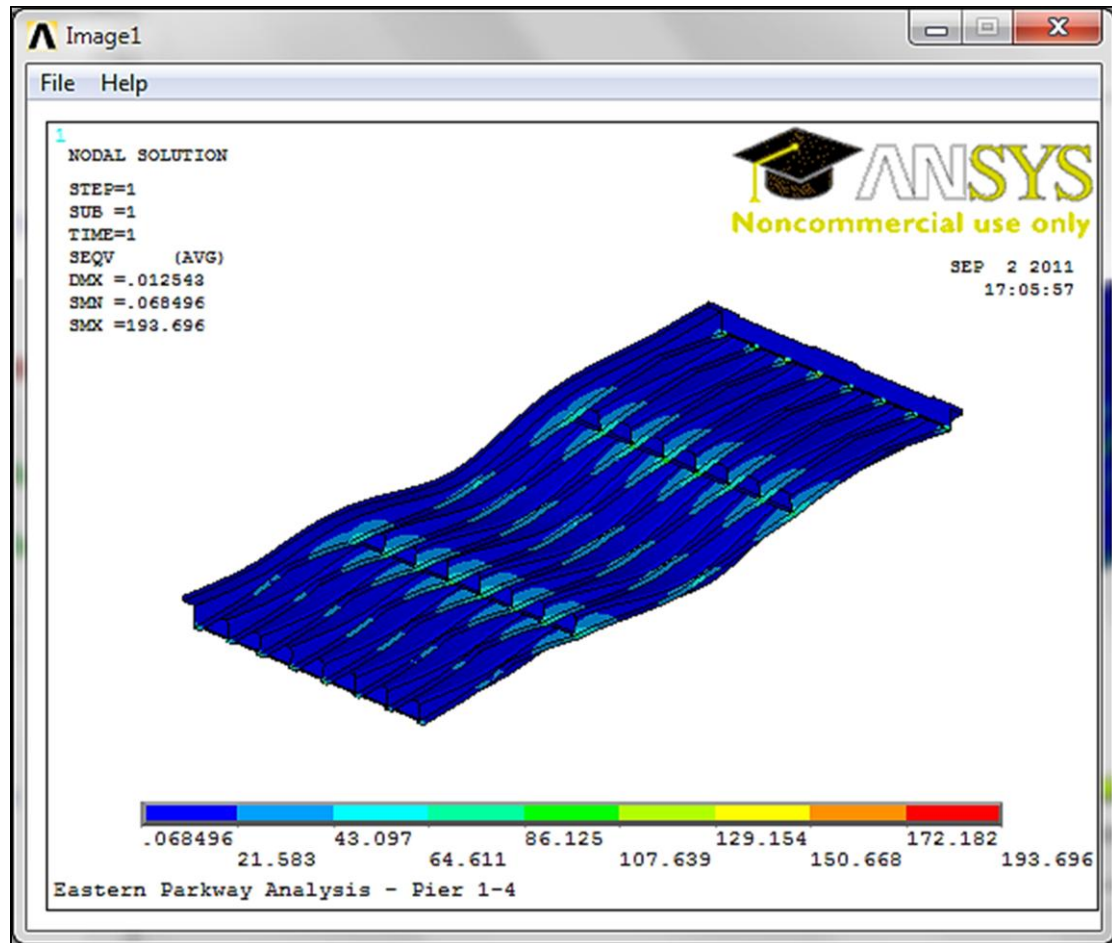 Image1
File Help
1
NODAL SOLUTION
STEP=1
SUB =1
TIME=1
SEQV (AVG)
DMX =.012543
SMN =.068496
SMX =193.696
ANSYS
Noncommercial use only
SEP 2 2011
17:05:57
.068496 43.097 86.125 129.154 172.182
21.583 64.611 107.639 150.668 193.696
Eastern Parkway Analysis - Pier 1-4